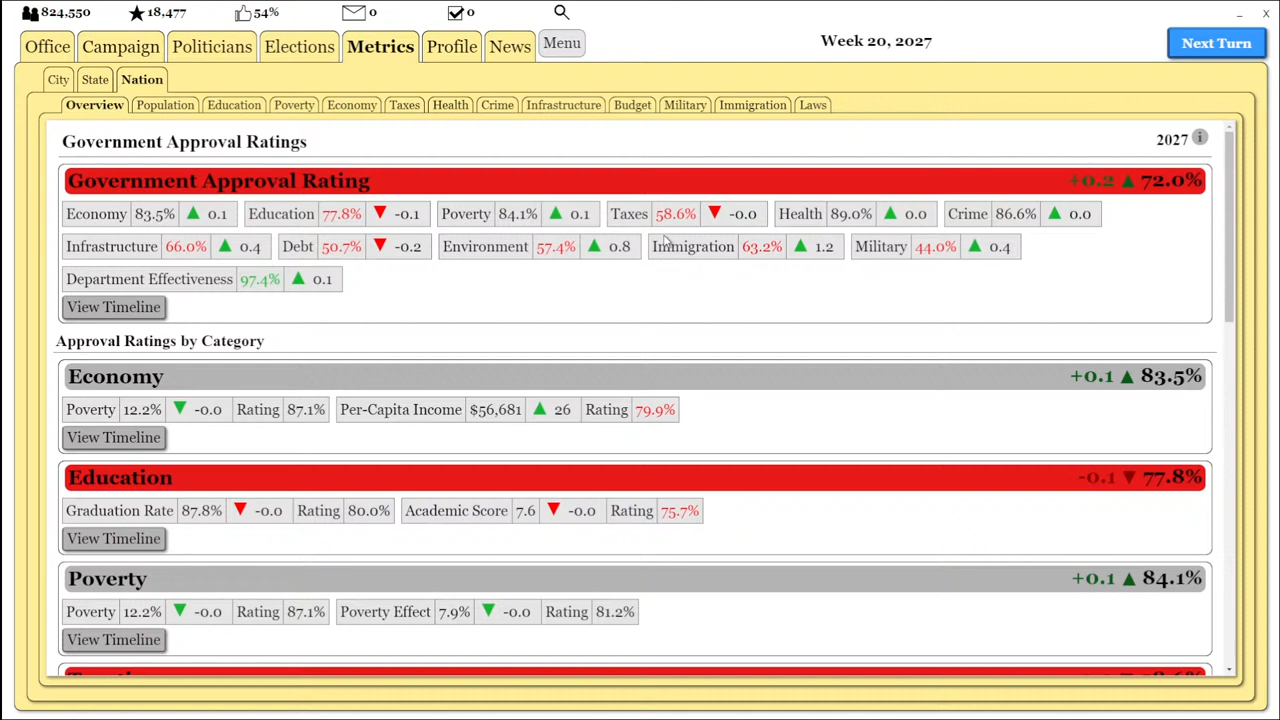 824,550 18,477 54% 0 0 _ X
Office Campaign Politicians Elections Metrics Profile News Menu Week 20, 2027 Next Turn
City State Nation
Overview Population Education Poverty Economy Taxes Health Crime Infrastructure Budget Military Immigration Laws
Government Approval Ratings 2027 i
Government Approval Rating +0.2 ▲ 72.0%
Economy 83.5% ▲ 0.1 Education 77.8% ▼ -0.1 Poverty 84.1% ▲ 0.1 Taxes 58.6% ▼ -0.0 Health 89.0% ▲ 0.0 Crime 86.6% ▲ 0.0
Infrastructure 66.0% ▲ 0.4 Debt 50.7% ▼ -0.2 Environment 57.4% ▲ 0.8 Immigration 63.2% ▲ 1.2 Military 44.0% ▲ 0.4
Department Effectiveness 97.4% ▲ 0.1
View Timeline
Approval Ratings by Category
Economy +0.1 ▲ 83.5%
Poverty 12.2% ▼ -0.0 Rating 87.1% Per-Capita Income $56,681 ▲ 26 Rating 79.9%
View Timeline
Education -0.1 ▼ 77.8%
Graduation Rate 87.8% ▼ -0.0 Rating 80.0% Academic Score 7.6 ▼ -0.0 Rating 75.7%
View Timeline
Poverty +0.1 ▲ 84.1%
Poverty 12.2% ▼ -0.0 Rating 87.1% Poverty Effect 7.9% ▼ -0.0 Rating 81.2%
View Timeline